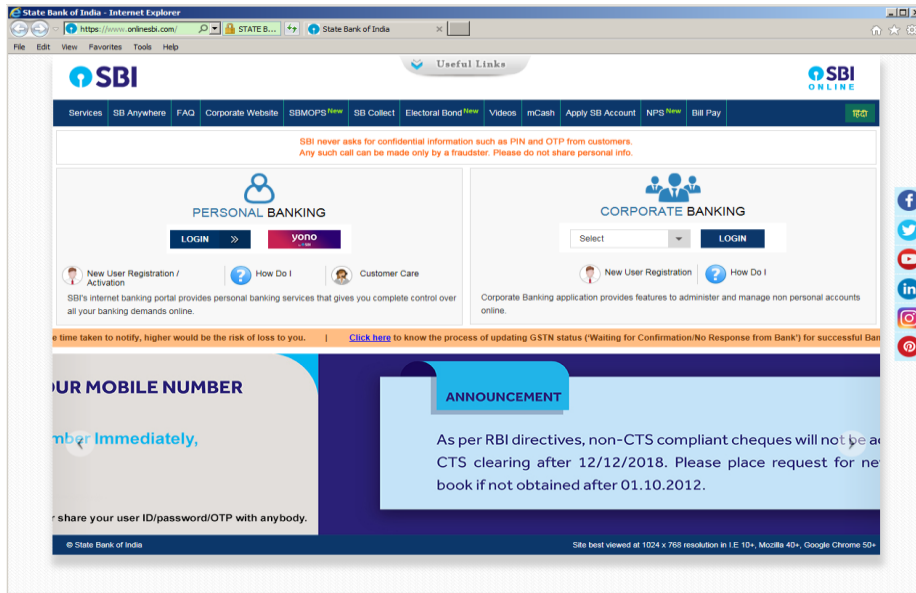 State Bank of India - Internet Explorer
https://www.onlinesbi.com/
STATE B...
State Bank of India
File Edit View Favorites Tools Help
SBI
Useful Links
SBI
ONLINE
Services SB Anywhere FAQ Corporate Website SBMOPS New SB Collect Electoral Bond New Videos mCash Apply SB Account NPS New Bill Pay हिंदी
SBI never asks for confidential information such as PIN and OTP from customers.
Any such call can be made only by a fraudster. Please do not share personal info.
PERSONAL BANKING
LOGIN »
yono
New User Registration /
Activation
How Do I
Customer Care
SBI's internet banking portal provides personal banking services that gives you complete control over
all your banking demands online.
CORPORATE BANKING
Select
LOGIN
New User Registration
How Do I
Corporate Banking application provides features to administer and manage non personal accounts
online.
e time taken to notify, higher would be the risk of loss to you. | Click here to know the process of updating GSTN status ('Waiting for Confirmation/No Response from Bank') for successful Ban
OUR MOBILE NUMBER
mber Immediately,
r share your user ID/password/OTP with anybody.
ANNOUNCEMENT
As per RBI directives, non-CTS compliant cheques will not be ac
CTS clearing after 12/12/2018. Please place request for ne
book if not obtained after 01.10.2012.
© State Bank of India
Site best viewed at 1024 x 768 resolution in I.E 10+, Mozilla 40+, Google Chrome 50+